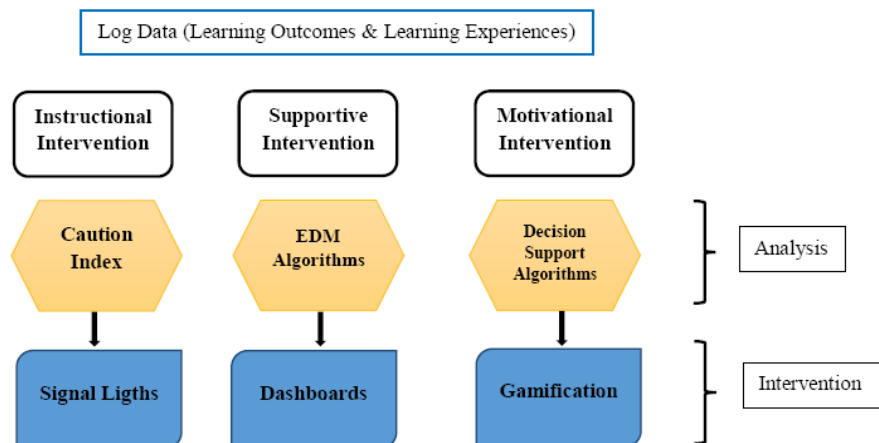 Log Data (Learning Outcomes & Learning Experiences)
Instructional
Intervention
Supportive
Intervention
Motivational
Intervention
Caution
Index
EDM
Algorithms
Decision
Support
Algorithms
Analysis
Signal Ligths
Dashboards
Gamification
Intervention